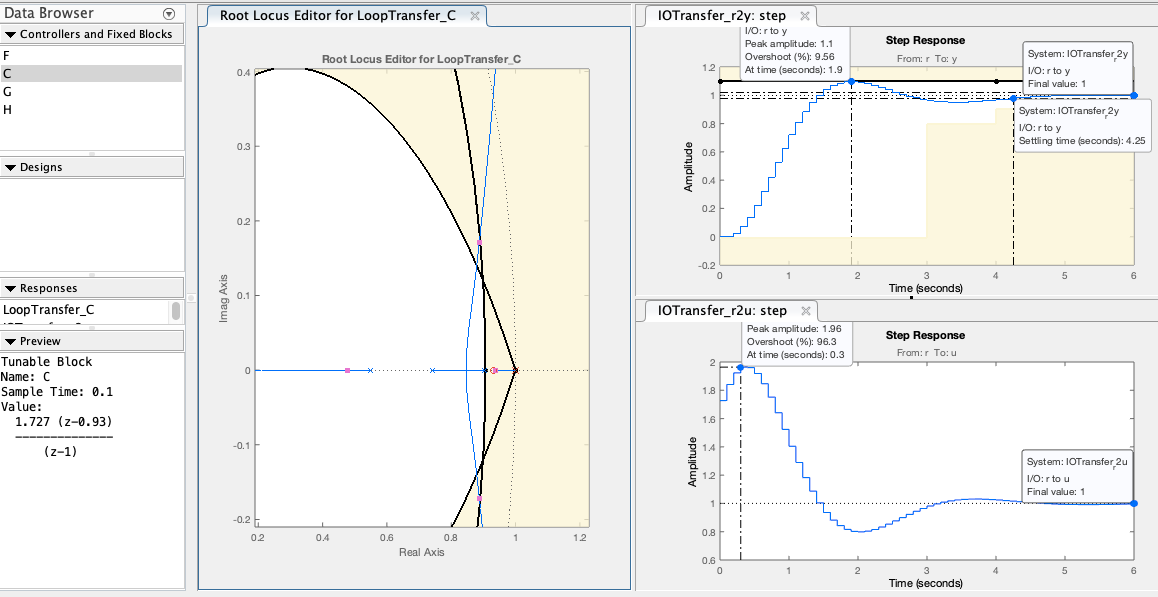 Data Browser
Controllers and Fixed Blocks
F
C
G
H
Designs
Responses
LoopTransfer_C
Preview
Tunable Block
Name: C
Sample Time: 0.1
Value:
1.727 (z-0.93)
--------------
(z-1)
Root Locus Editor for LoopTransfer_C
Root Locus Editor for LoopTransfer_C
0.4
0.3
0.2
0.1
0
-0.1
-0.2
Imag Axis
0.2
0.4
0.6
0.8
1
1.2
Real Axis
IOTransfer_r2y: step
I/O: r to y
Peak amplitude: 1.1
Overshoot (%): 9.56
At time (seconds): 1.9
Step Response
From: r To: y
System: IOTransfer_r2y
I/O: r to y
Final value: 1
System: IOTransfer_r2y
I/O: r to y
Settling time (seconds): 4.25
1.2
1
0.8
0.6
0.4
0.2
0
-0.2
Amplitude
0
1
2
3
4
5
6
Time (seconds)
IOTransfer_r2u: step
Peak amplitude: 1.96
Overshoot (%): 96.3
At time (seconds): 0.3
Step Response
From: r To: u
System: IOTransfer_r2u
I/O: r to u
Final value: 1
2
1.8
1.6
1.4
1.2
1
0.8
0.6
Amplitude
0
1
2
3
4
5
6
Time (seconds)